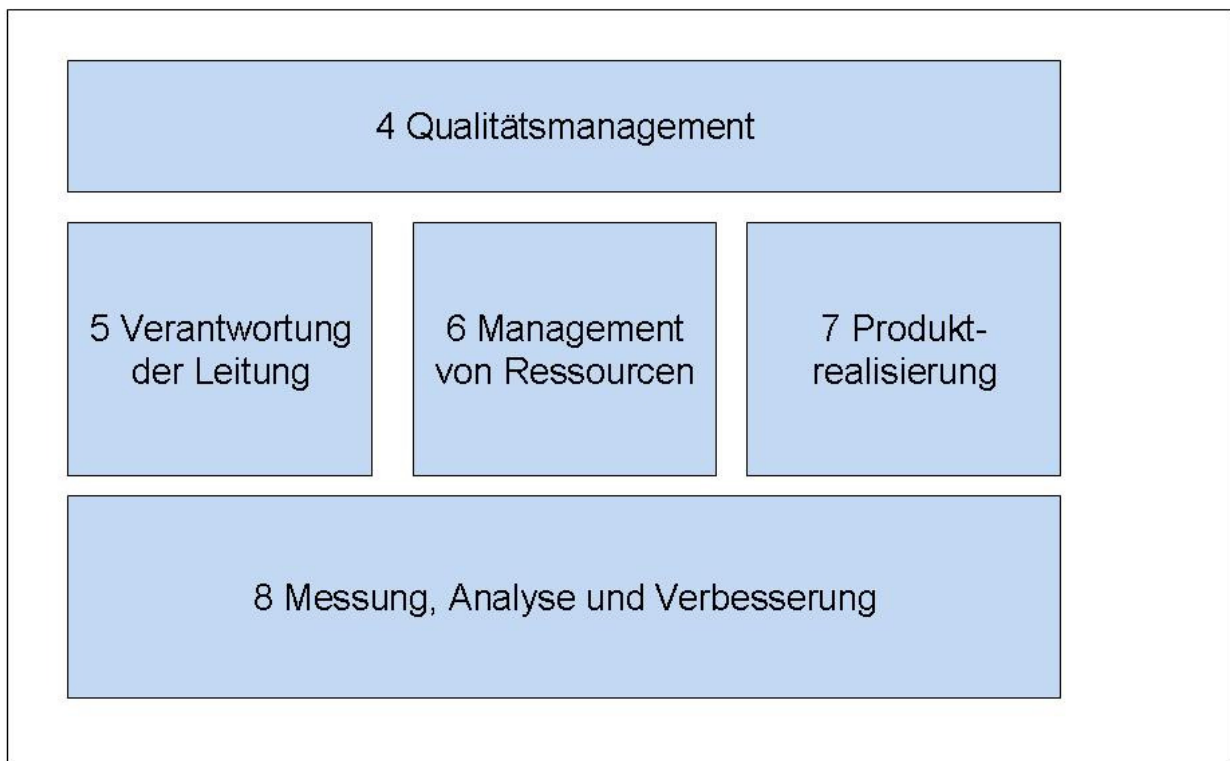 4 Qualitätsmanagement
5 Verantwortung
der Leitung
6 Management
von Ressourcen
7 Produkt-
realisierung
8 Messung, Analyse und Verbesserung